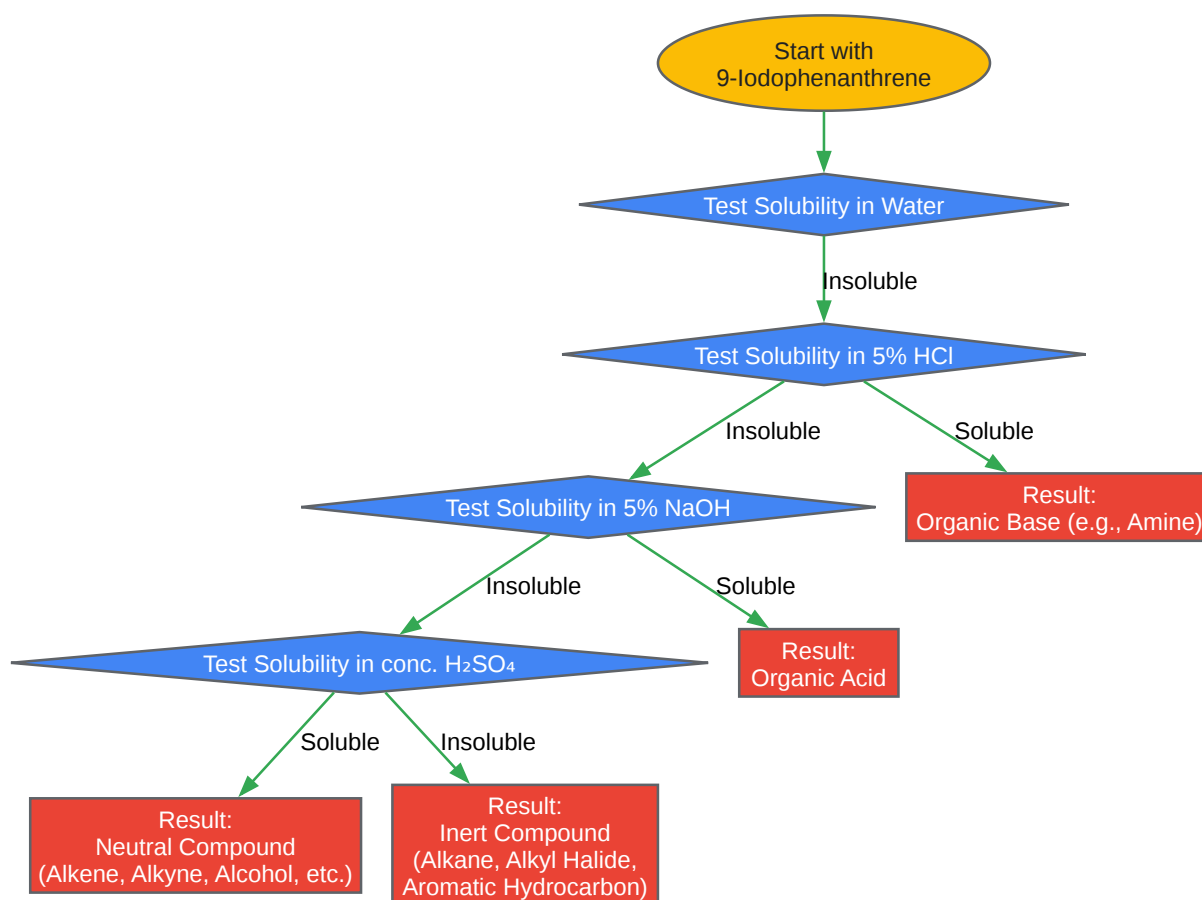 Start with
9-Iodophenanthrene
Test Solubility in Water
Insoluble
Test Solubility in 5% HCl
Insoluble
Soluble
Test Solubility in 5% NaOH
Result:
Organic Base (e.g., Amine)
Insoluble
Soluble
Test Solubility in conc. H₂SO₄
Result:
Organic Acid
Soluble
Insoluble
Result:
Neutral Compound
(Alkene, Alkyne, Alcohol, etc.)
Result:
Inert Compound
(Alkane, Alkyl Halide,
Aromatic Hydrocarbon)